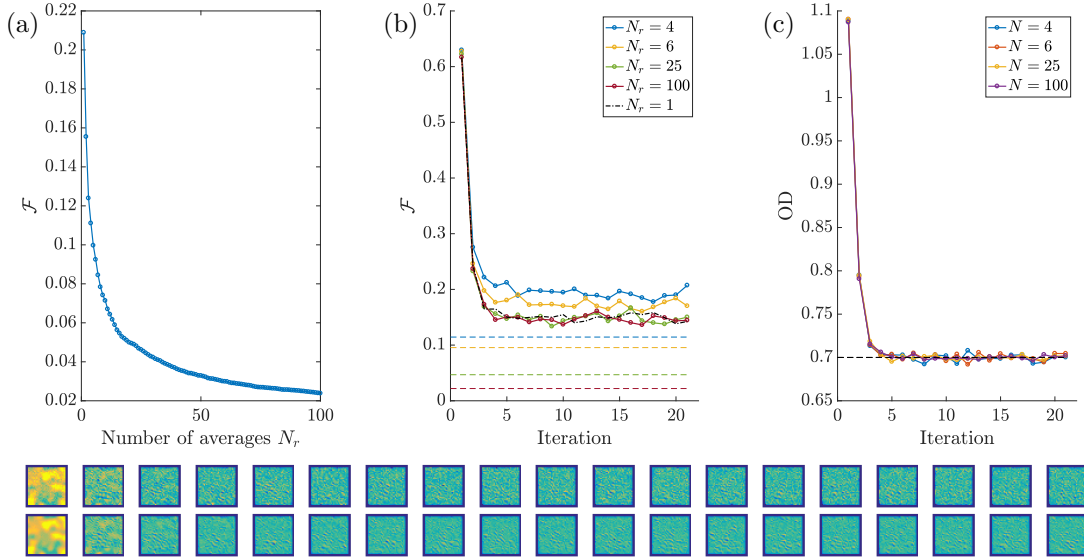 (a)
0.22
0.2
0.18
0.16
0.14
0.12
0.1
0.08
0.06
0.04
0.02
ℱ
0 50 100
Number of averages N_r
(b)
0.7
0.6
0.5
0.4
0.3
0.2
0.1
0
ℱ
0 5 10 15 20
Iteration
N_r = 4
N_r = 6
N_r = 25
N_r = 100
N_r = 1
(c)
1.1
1.05
1
0.95
0.9
0.85
0.8
0.75
0.7
0.65
OD
0 5 10 15 20
Iteration
N = 4
N = 6
N = 25
N = 100